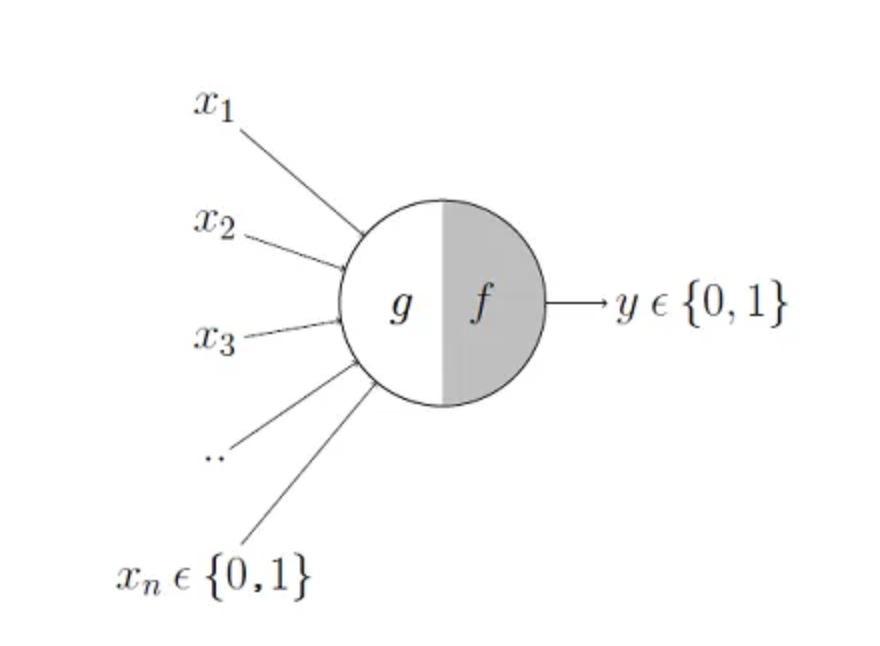 x₁
x₂
x₃
g f
y ϵ {0, 1}
..
xₙ ϵ {0,1}